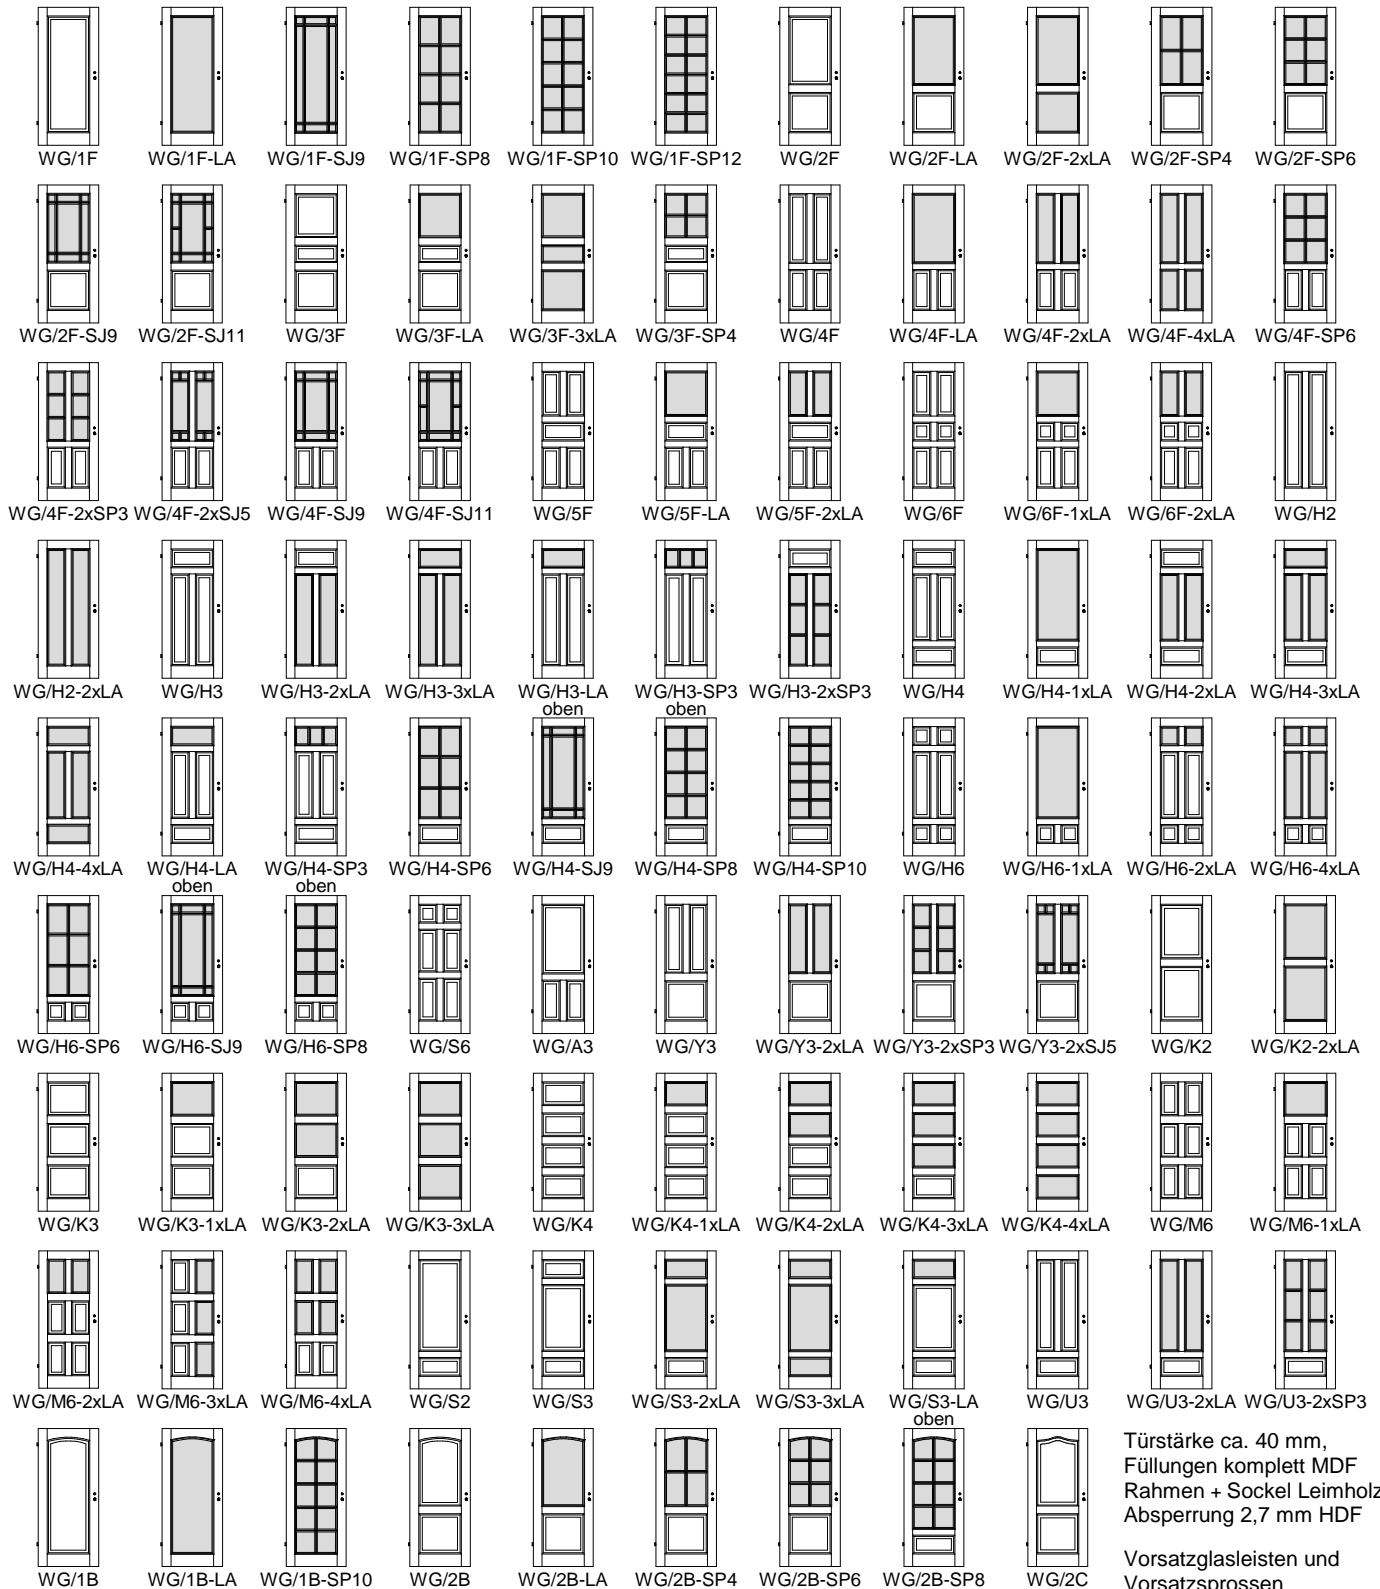 WG/1F WG/1F-LA WG/1F-SJ9 WG/1F-SP8 WG/1F-SP10 WG/1F-SP12 WG/2F WG/2F-LA WG/2F-2xLA WG/2F-SP4 WG/2F-SP6
WG/2F-SJ9 WG/2F-SJ11 WG/3F WG/3F-LA WG/3F-3xLA WG/3F-SP4 WG/4F WG/4F-LA WG/4F-2xLA WG/4F-4xLA WG/4F-SP6
WG/4F-2xSP3 WG/4F-2xSJ5 WG/4F-SJ9 WG/4F-SJ11 WG/5F WG/5F-LA WG/5F-2xLA WG/6F WG/6F-1xLA WG/6F-2xLA WG/H2
WG/H2-2xLA WG/H3 WG/H3-2xLA WG/H3-3xLA WG/H3-LA WG/H3-SP3 WG/H3-2xSP3 WG/H4 WG/H4-1xLA WG/H4-2xLA WG/H4-3xLA
oben oben
WG/H4-4xLA WG/H4-LA WG/H4-SP3 WG/H4-SP6 WG/H4-SJ9 WG/H4-SP8 WG/H4-SP10 WG/H6 WG/H6-1xLA WG/H6-2xLA WG/H6-4xLA
oben oben
WG/H6-SP6 WG/H6-SJ9 WG/H6-SP8 WG/S6 WG/A3 WG/Y3 WG/Y3-2xLA WG/Y3-2xSP3 WG/Y3-2xSJ5 WG/K2 WG/K2-2xLA
WG/K3 WG/K3-1xLA WG/K3-2xLA WG/K3-3xLA WG/K4 WG/K4-1xLA WG/K4-2xLA WG/K4-3xLA WG/K4-4xLA WG/M6 WG/M6-1xLA
WG/M6-2xLA WG/M6-3xLA WG/M6-4xLA WG/S2 WG/S3 WG/S3-2xLA WG/S3-3xLA WG/S3-LA WG/U3 WG/U3-2xLA WG/U3-2xSP3
oben
WG/1B WG/1B-LA WG/1B-SP10 WG/2B WG/2B-LA WG/2B-SP4 WG/2B-SP6 WG/2B-SP8 WG/2C
Türstärke ca. 40 mm,
Füllungen komplett MDF
Rahmen + Sockel Leimholz
Absperrung 2,7 mm HDF
Vorsatzglasleisten und
Vorsatzsprossen